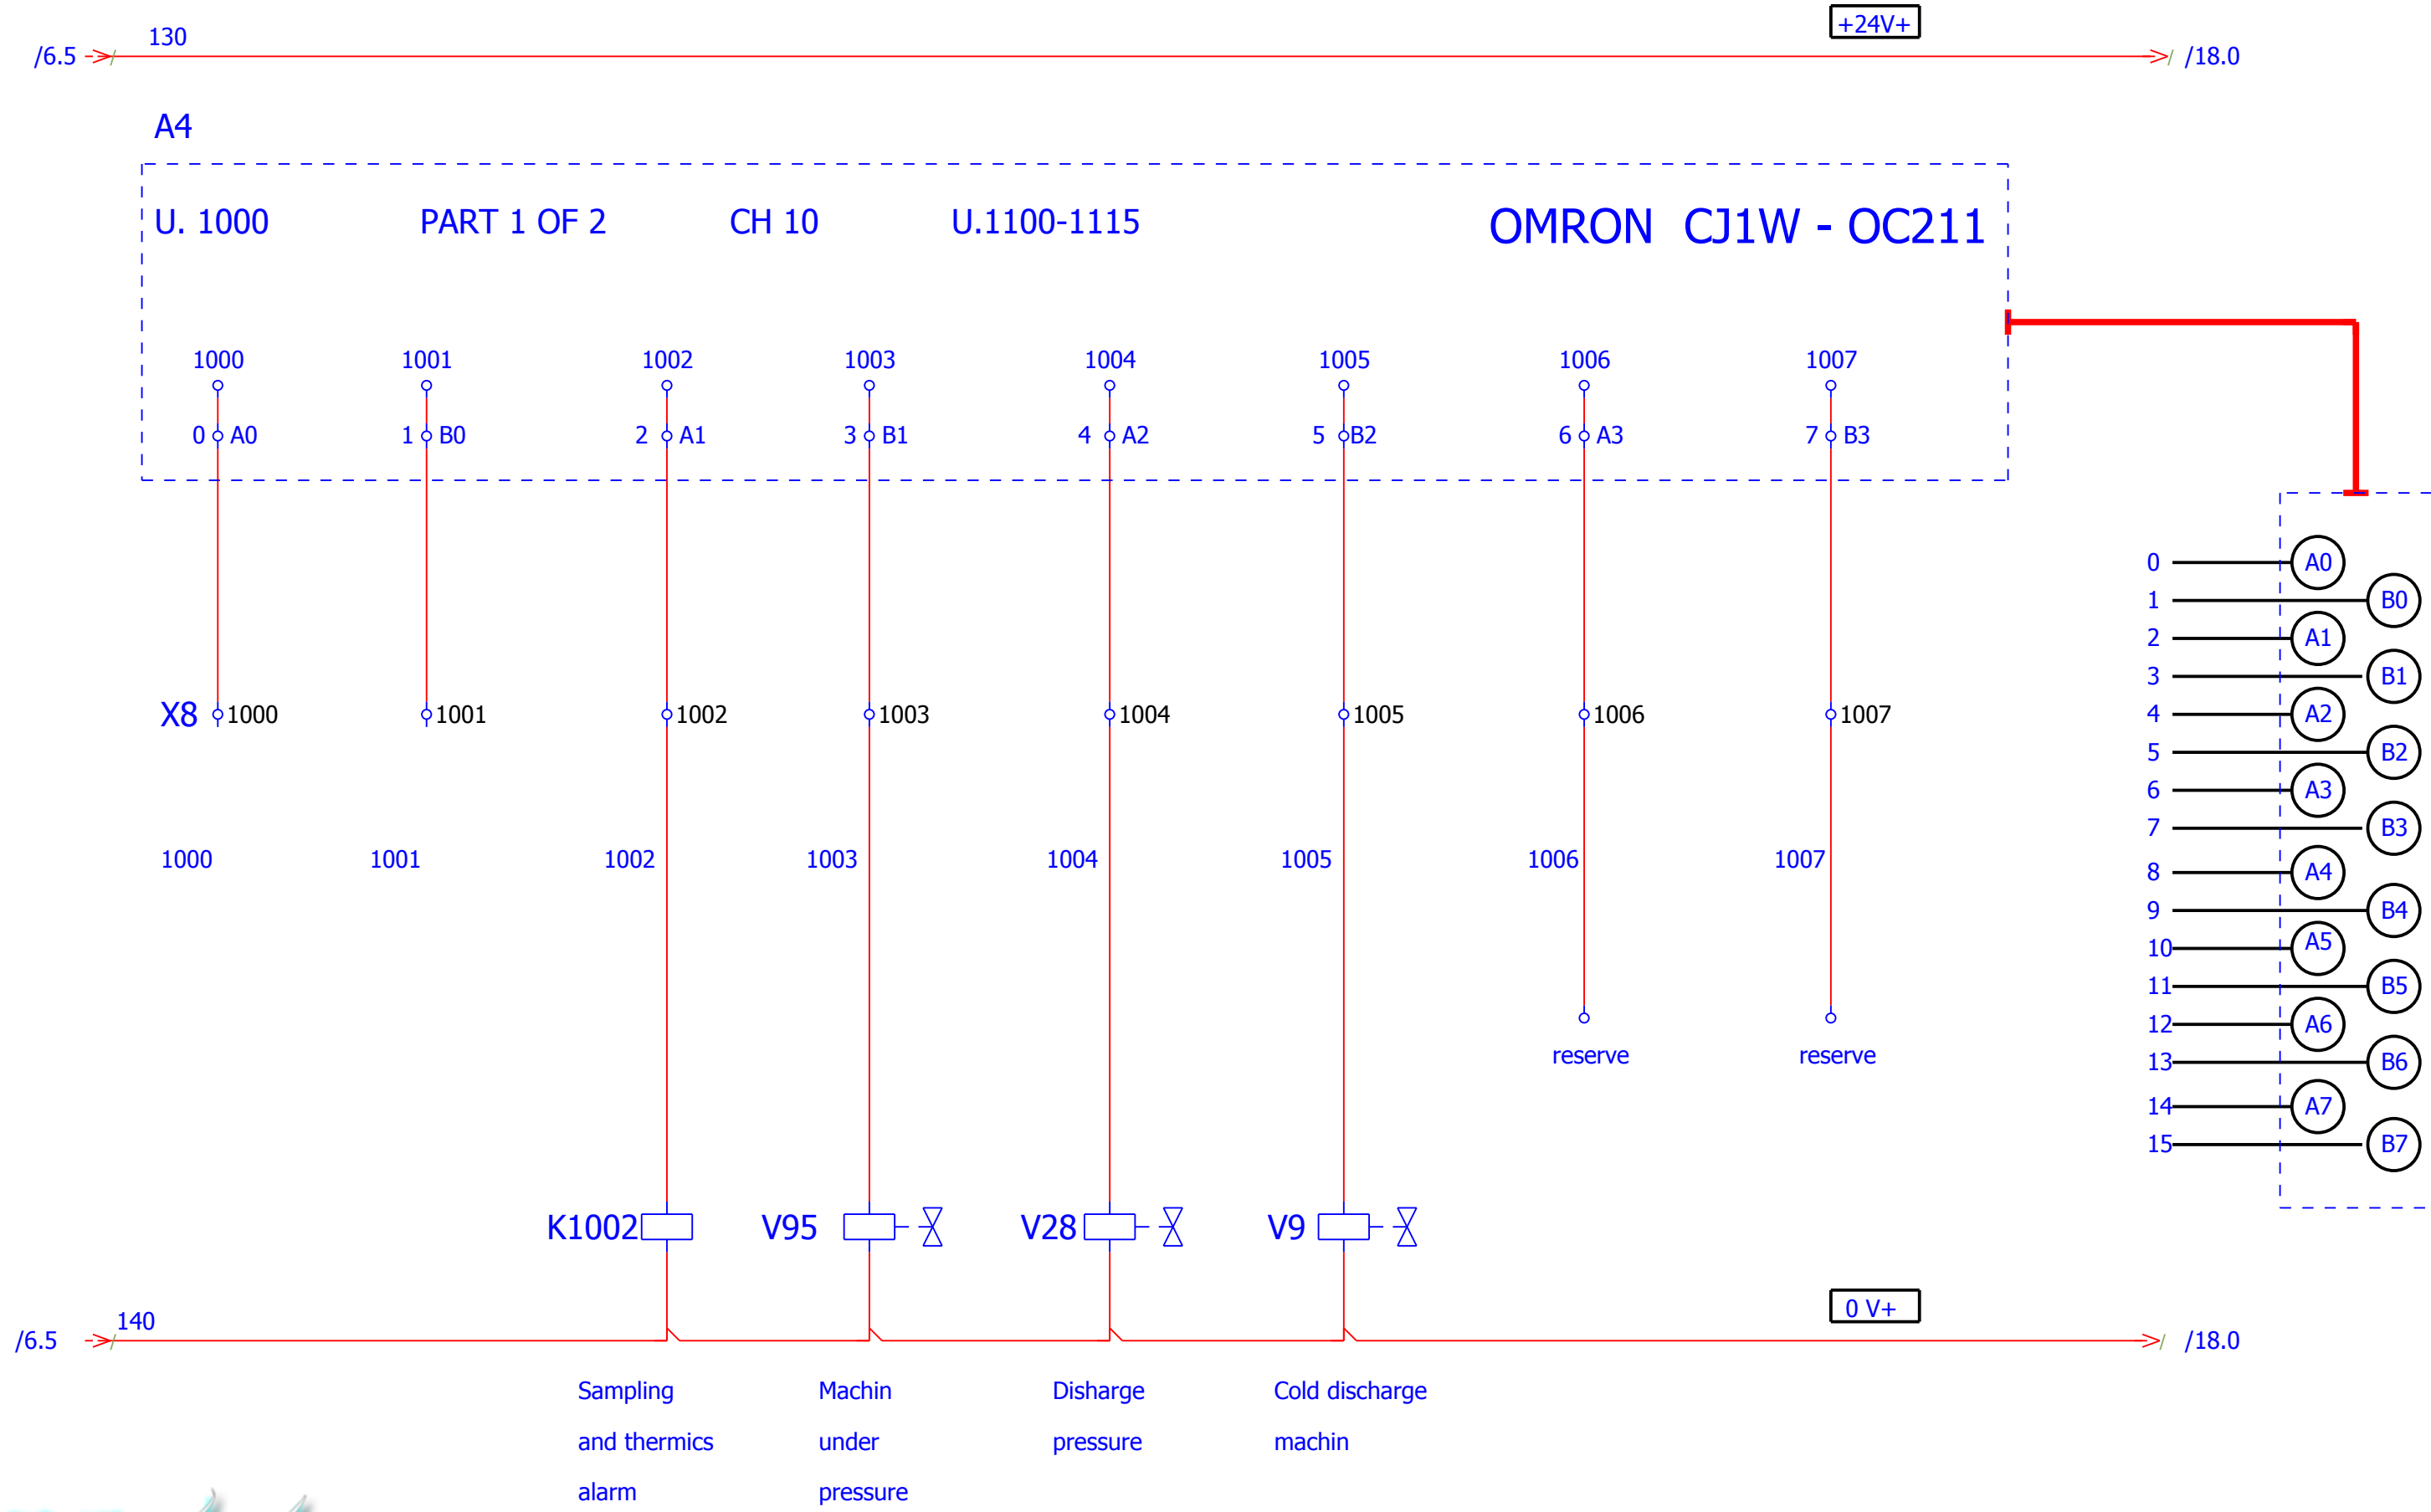 +24V+
130
/6.5
/18.0
A4
U. 1000 PART 1 OF 2 CH 10 U.1100-1115 OMRON CJ1W - OC211
1000 1001 1002 1003 1004 1005 1006 1007
0 A0 1 B0 2 A1 3 B1 4 A2 5 B2 6 A3 7 B3
0 A0
1 B0
2 A1
3 B1
X8 1000 1001 1002 1003 1004 1005 1006 1007
4 A2
5 B2
6 A3
7 B3
1000 1001 1002 1003 1004 1005 1006 1007
8 A4
9 B4
10 A5
11 B5
12 A6
reserve reserve
13 B6
14 A7
15 B7
K1002 V95 V28 V9
0 V+
140
/6.5
/18.0
Sampling
and thermics
alarm
Machin
under
pressure
Disharge
pressure
Cold discharge
machin